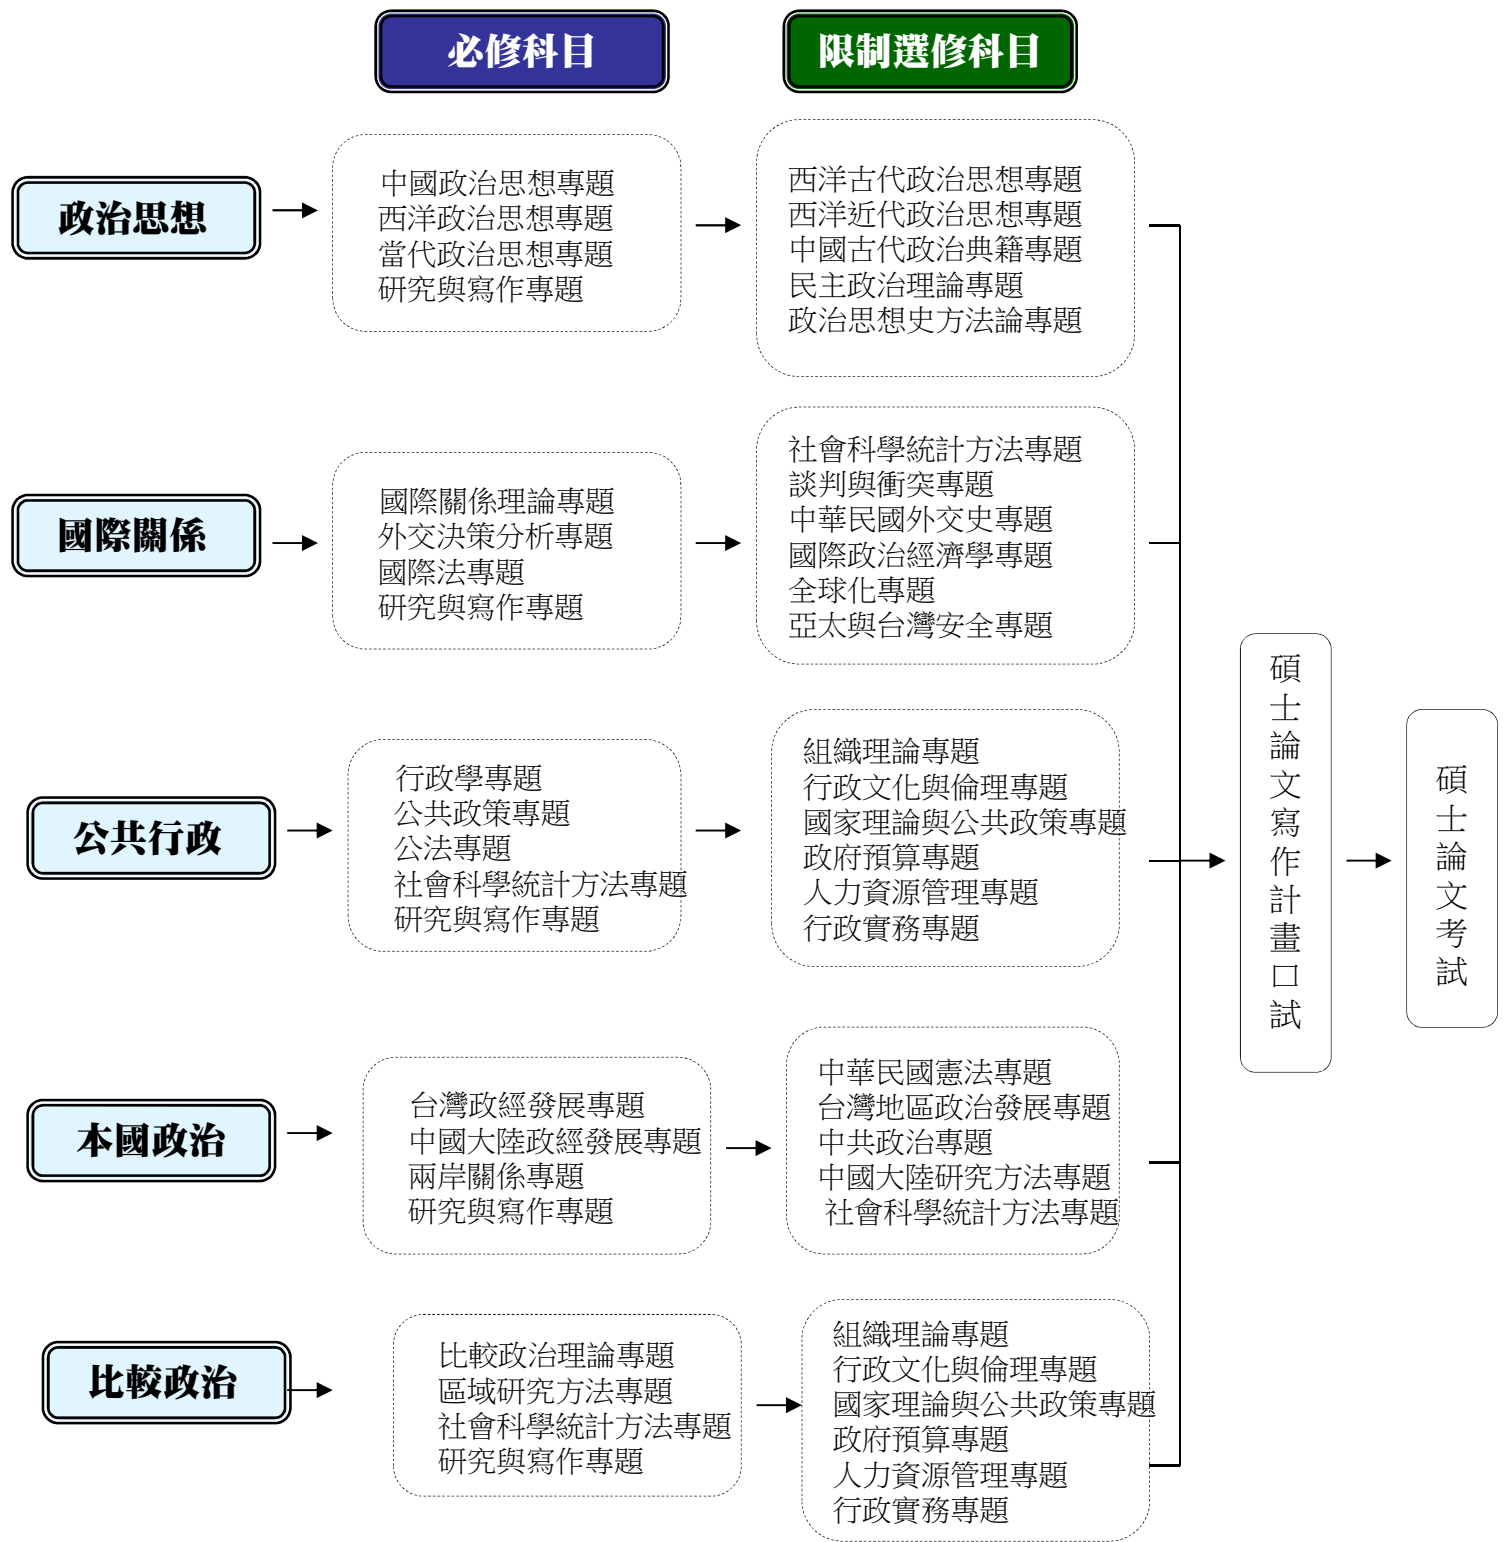 必修科目
限制選修科目
政治思想
中國政治思想專題
西洋政治思想專題
當代政治思想專題
研究與寫作專題
西洋古代政治思想專題
西洋近代政治思想專題
中國古代政治典籍專題
民主政治理論專題
政治思想史方法論專題
國際關係
國際關係理論專題
外交決策分析專題
國際法專題
研究與寫作專題
社會科學統計方法專題
談判與衝突專題
中華民國外交史專題
國際政治經濟學專題
全球化專題
亞太與台灣安全專題
公共行政
行政學專題
公共政策專題
公法專題
社會科學統計方法專題
研究與寫作專題
組織理論專題
行政文化與倫理專題
國家理論與公共政策專題
政府預算專題
人力資源管理專題
行政實務專題
本國政治
台灣政經發展專題
中國大陸政經發展專題
兩岸關係專題
研究與寫作專題
中華民國憲法專題
台灣地區政治發展專題
中共政治專題
中國大陸研究方法專題
社會科學統計方法專題
比較政治
比較政治理論專題
區域研究方法專題
社會科學統計方法專題
研究與寫作專題
組織理論專題
行政文化與倫理專題
國家理論與公共政策專題
政府預算專題
人力資源管理專題
行政實務專題
碩士論文寫作計畫口試
碩士論文考試